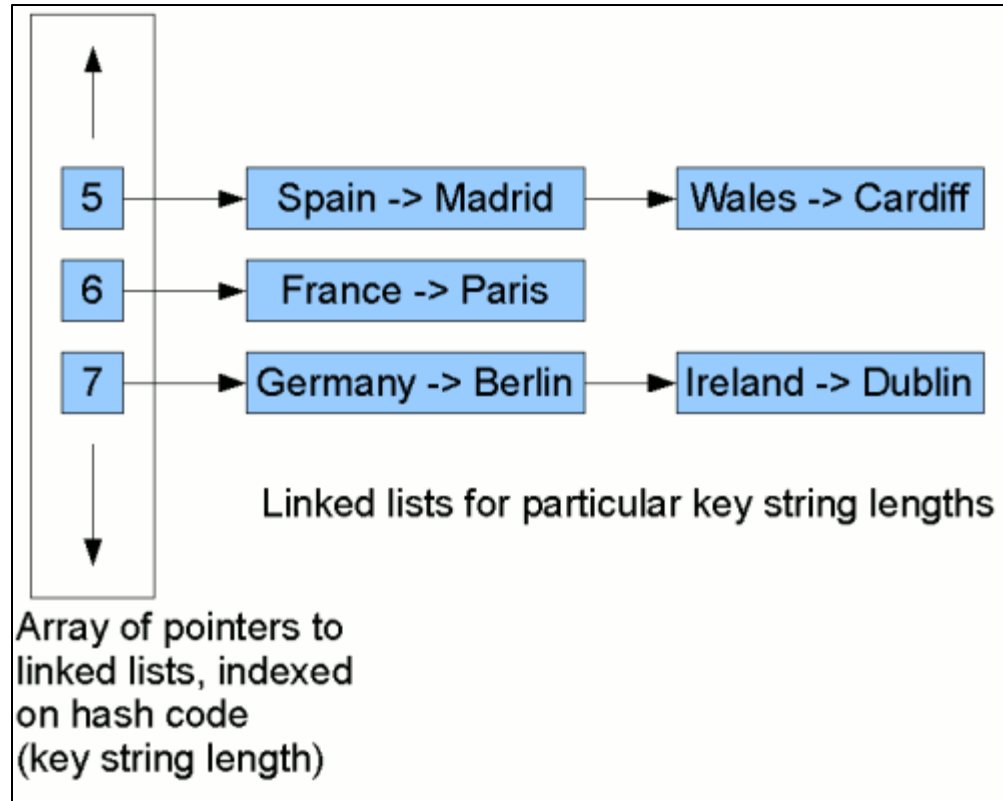 5
Spain -> Madrid
Wales -> Cardiff
6
France -> Paris
7
Germany -> Berlin
Ireland -> Dublin
Linked lists for particular key string lengths
Array of pointers to
linked lists, indexed
on hash code
(key string length)